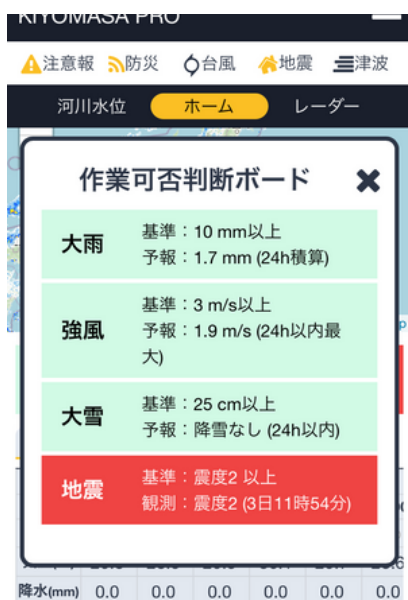 KIYOMASA PRO
注意報 防災 台風 地震 津波
河川水位 ホーム レーダー
作業可否判断ボード
大雨
基準：10 mm以上
予報：1.7 mm (24h積算)
強風
基準：3 m/s以上
予報：1.9 m/s (24h以内最
大)
大雪
基準：25 cm以上
予報：降雪なし (24h以内)
地震
基準：震度2 以上
観測：震度2 (3日11時54分)
降水(mm) 0.0 0.0 0.0 0.0 0.0 0.0